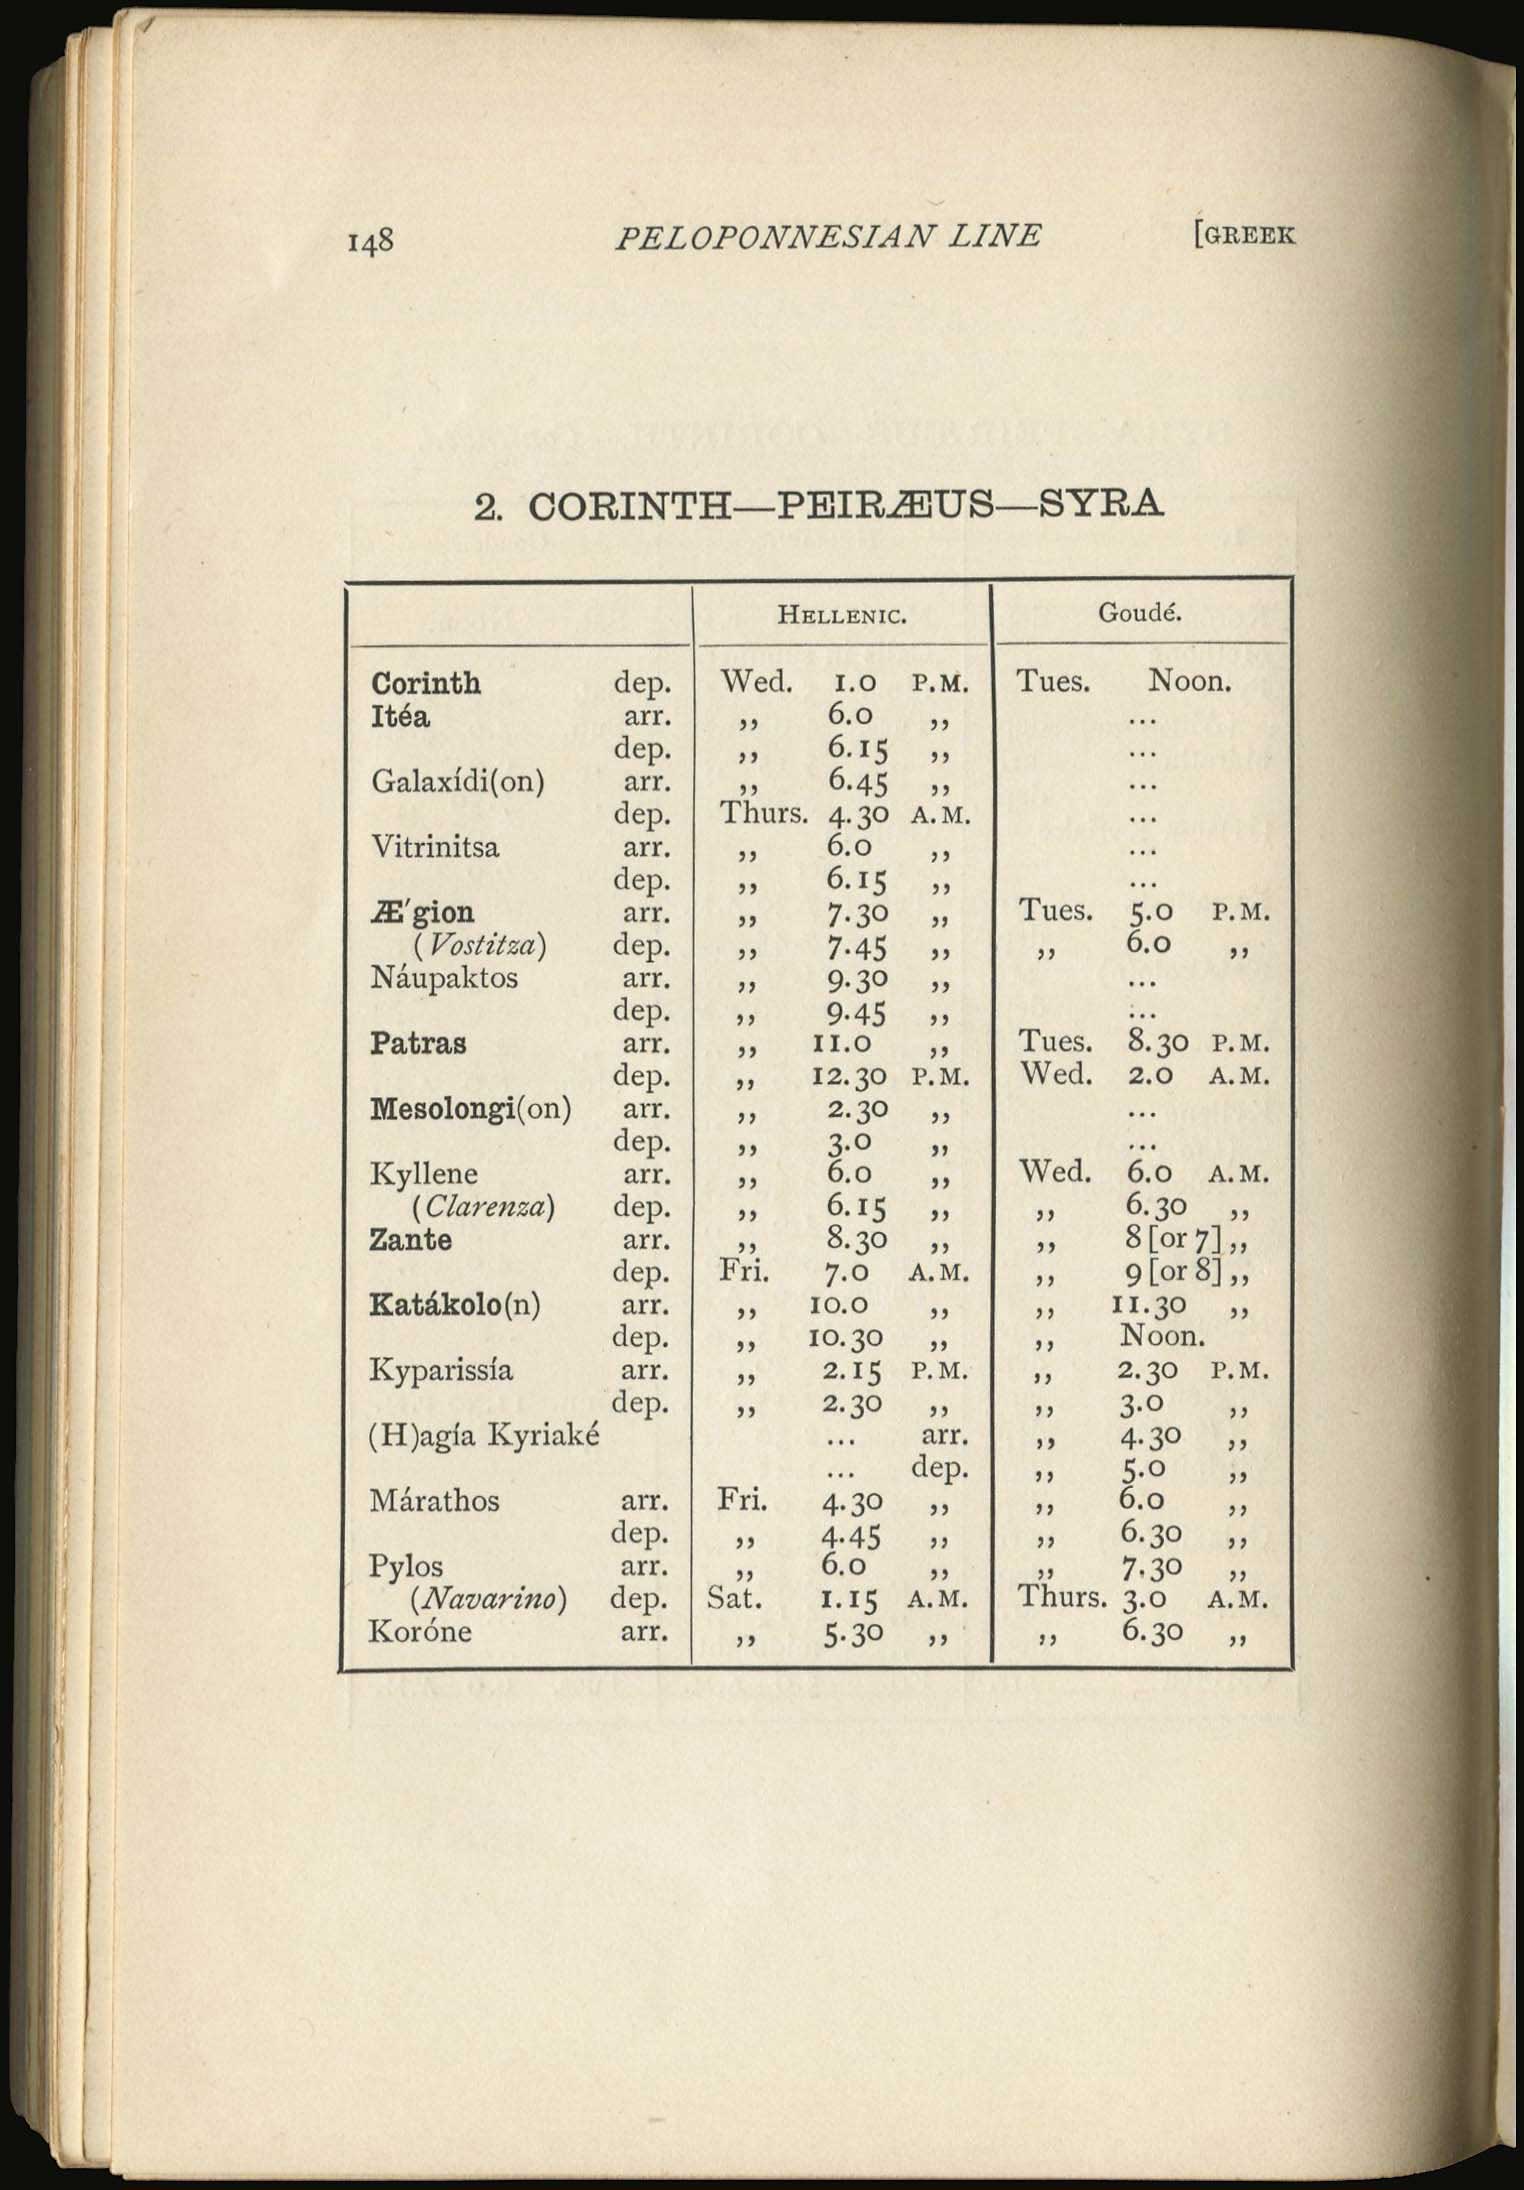 148 PELOPONNESIAN LINE [GREEK
2. CORINTH—PEIRÆUS—SYRA
HELLENIC. Goudé.
Corinth dep. Wed. 1.0 P.M. Tues. Noon.
Itéa arr. ,, 6.0 ,, ...
dep. ,, 6.15 ,, ...
Galaxídi(on) arr. ,, 6.45 ,, ...
dep. Thurs. 4.30 A.M. ...
Vitrinitsa arr. ,, 6.0 ,, ...
dep. ,, 6.15 ,, ...
Æ'gion arr. ,, 7.30 ,, Tues. 5.0 P.M.
(Vostitza) dep. ,, 7.45 ,, ,, 6.0 ,,
Náupaktos arr. ,, 9.30 ,, ...
dep. ,, 9.45 ,, ...
Patras arr. ,, 11.0 ,, Tues. 8.30 P.M.
dep. ,, 12.30 P.M. Wed. 2.0 A.M.
Mesolongi(on) arr. ,, 2.30 ,, ...
dep. ,, 3.0 ,, ...
Kyllene arr. ,, 6.0 ,, Wed. 6.0 A.M.
(Clarenza) dep. ,, 6.15 ,, ,, 6.30 ,,
Zante arr. ,, 8.30 ,, ,, 8 [or 7] ,,
dep. Fri. 7.0 A.M. ,, 9 [or 8] ,,
Katákolo(n) arr. ,, 10.0 ,, ,, 11.30 ,,
dep. ,, 10.30 ,, ,, Noon.
Kyparissía arr. ,, 2.15 P.M. ,, 2.30 P.M.
dep. ,, 2.30 ,, ,, 3.0 ,,
(H)agía Kyriaké ... arr. ,, 4.30 ,,
... dep. ,, 5.0 ,,
Márathos arr. Fri. 4.30 ,, ,, 6.0 ,,
dep. ,, 4.45 ,, ,, 6.30 ,,
Pylos arr. ,, 6.0 ,, ,, 7.30 ,,
(Navarino) dep. Sat. 1.15 A.M. Thurs. 3.0 A.M.
Koróne arr. ,, 5.30 ,, ,, 6.30 ,,